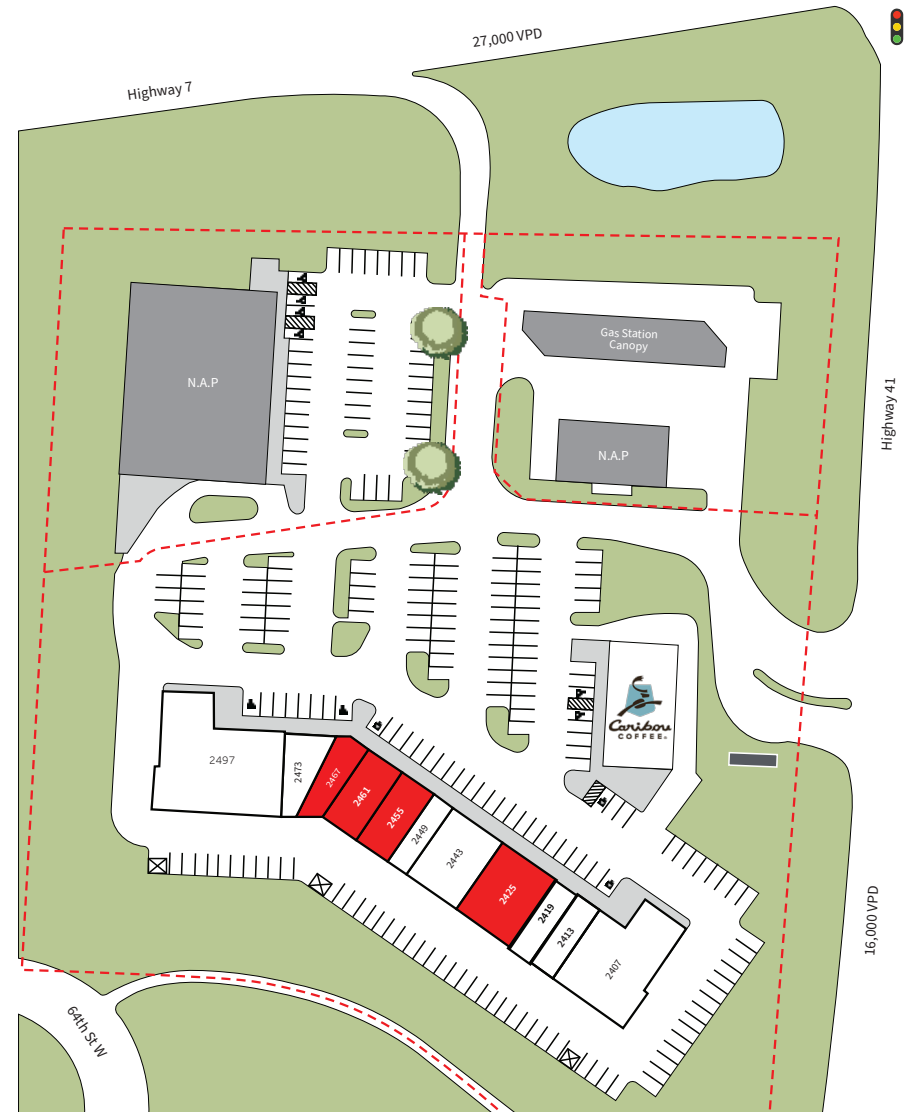 27,000 VPD
Highway 7
Gas Station
Canopy
N.A.P
Highway 41
N.A.P
Caribou
COFFEE
2497
2473
2467
2461
2455
2449
2443
2425
2419
2413
2407
16,000 VPD
64th St W